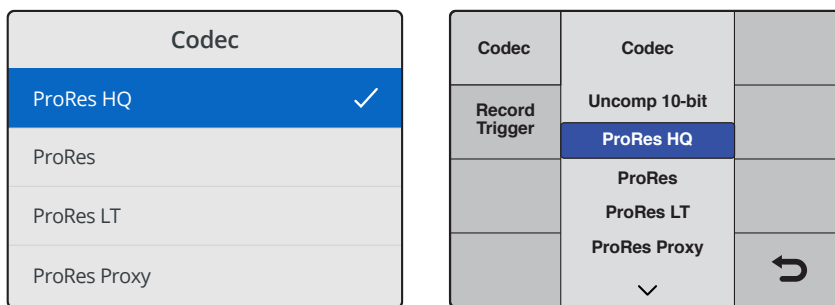 Codec
ProRes HQ
ProRes
ProRes LT
ProRes Proxy
Codec
Record
Trigger
Codec
Uncomp 10-bit
ProRes HQ
ProRes
ProRes LT
ProRes Proxy